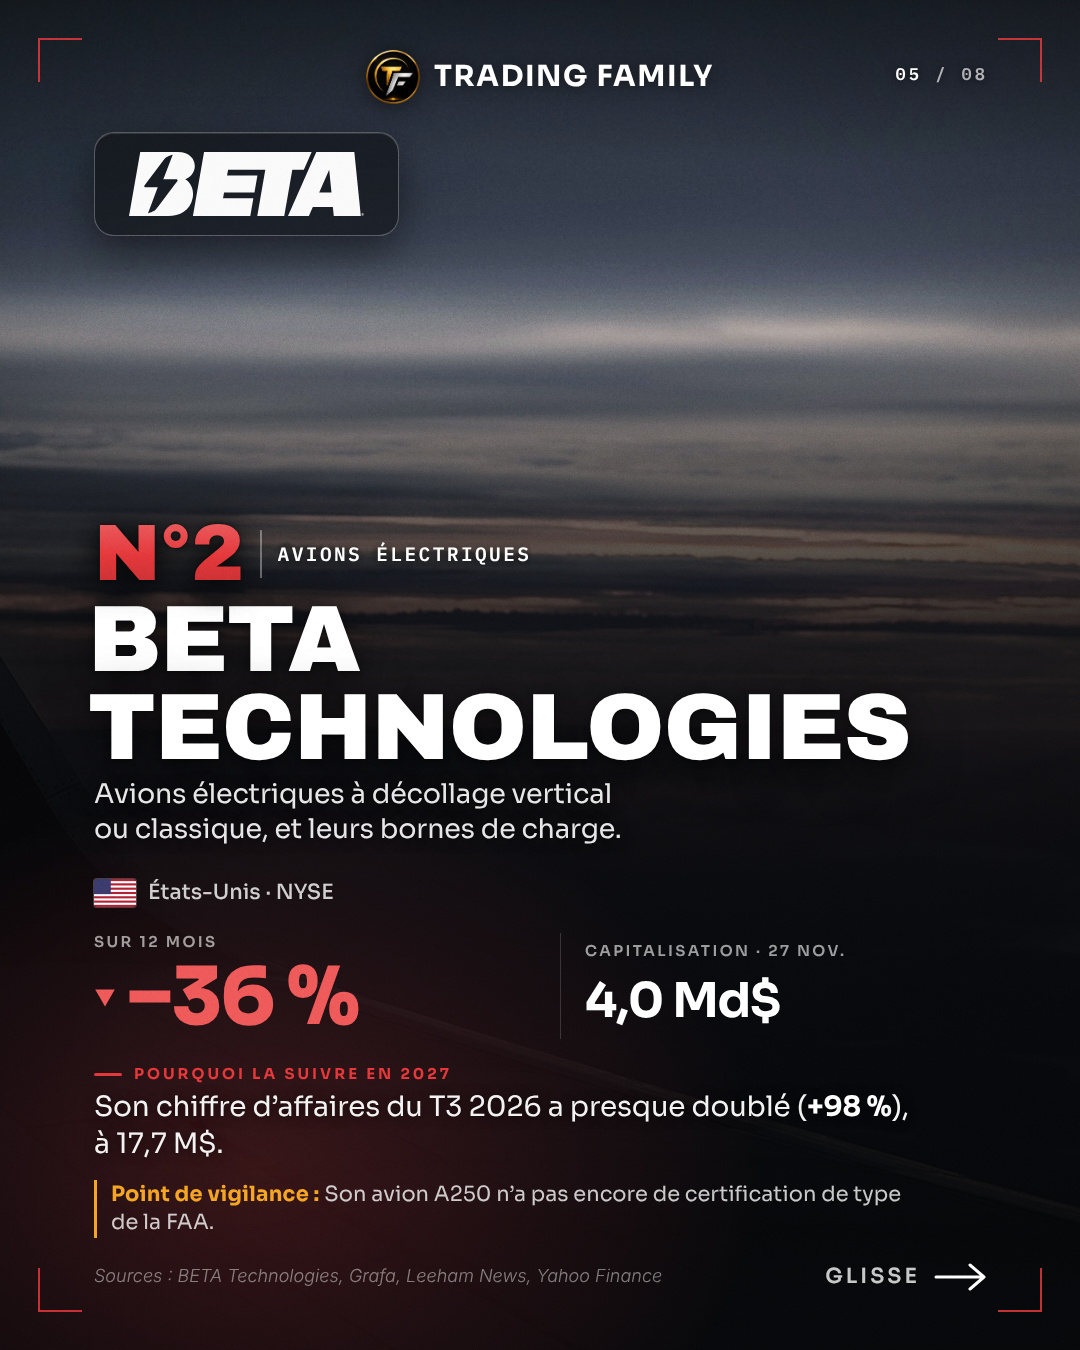 TF TRADING FAMILY
05 / 08
BETA
N°2 AVIONS ÉLECTRIQUES
BETA
TECHNOLOGIES
Avions électriques à décollage vertical
ou classique, et leurs bornes de charge.
États-Unis · NYSE
SUR 12 MOIS
▼ −36 %
CAPITALISATION · 27 NOV.
4,0 Md$
POURQUOI LA SUIVRE EN 2027
Son chiffre d’affaires du T3 2026 a presque doublé (+98 %),
à 17,7 M$.
Point de vigilance : Son avion A250 n’a pas encore de certification de type
de la FAA.
Sources : BETA Technologies, Grafa, Leeham News, Yahoo Finance
GLISSE →